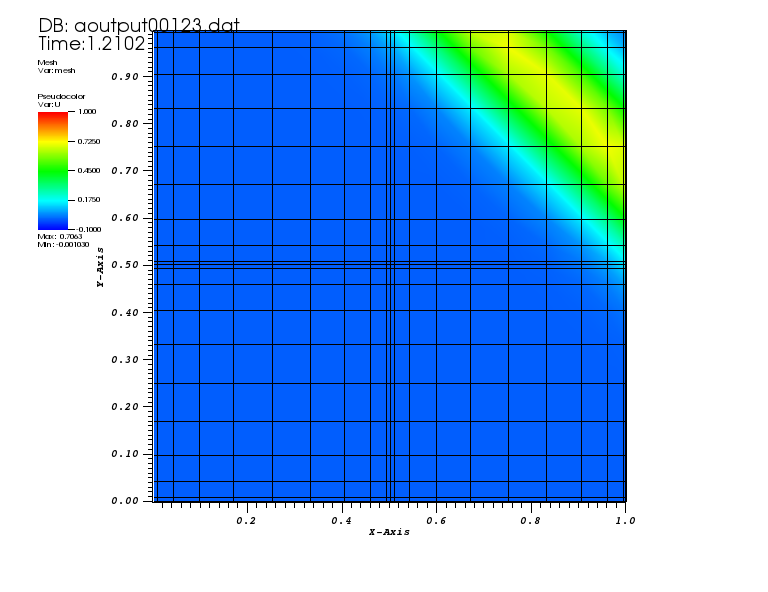 DB: aoutput00123.dat
Time:1.2102
Mesh
Var: mesh
Pseudocolor
Var: U
1.000
0.7250
0.4500
0.1750
-0.1000
Max: 0.7063
Min: -0.001030
Y-Axis
0.90
0.80
0.70
0.60
0.50
0.40
0.30
0.20
0.10
0.00
0.2
0.4
0.6
0.8
1.0
X-Axis